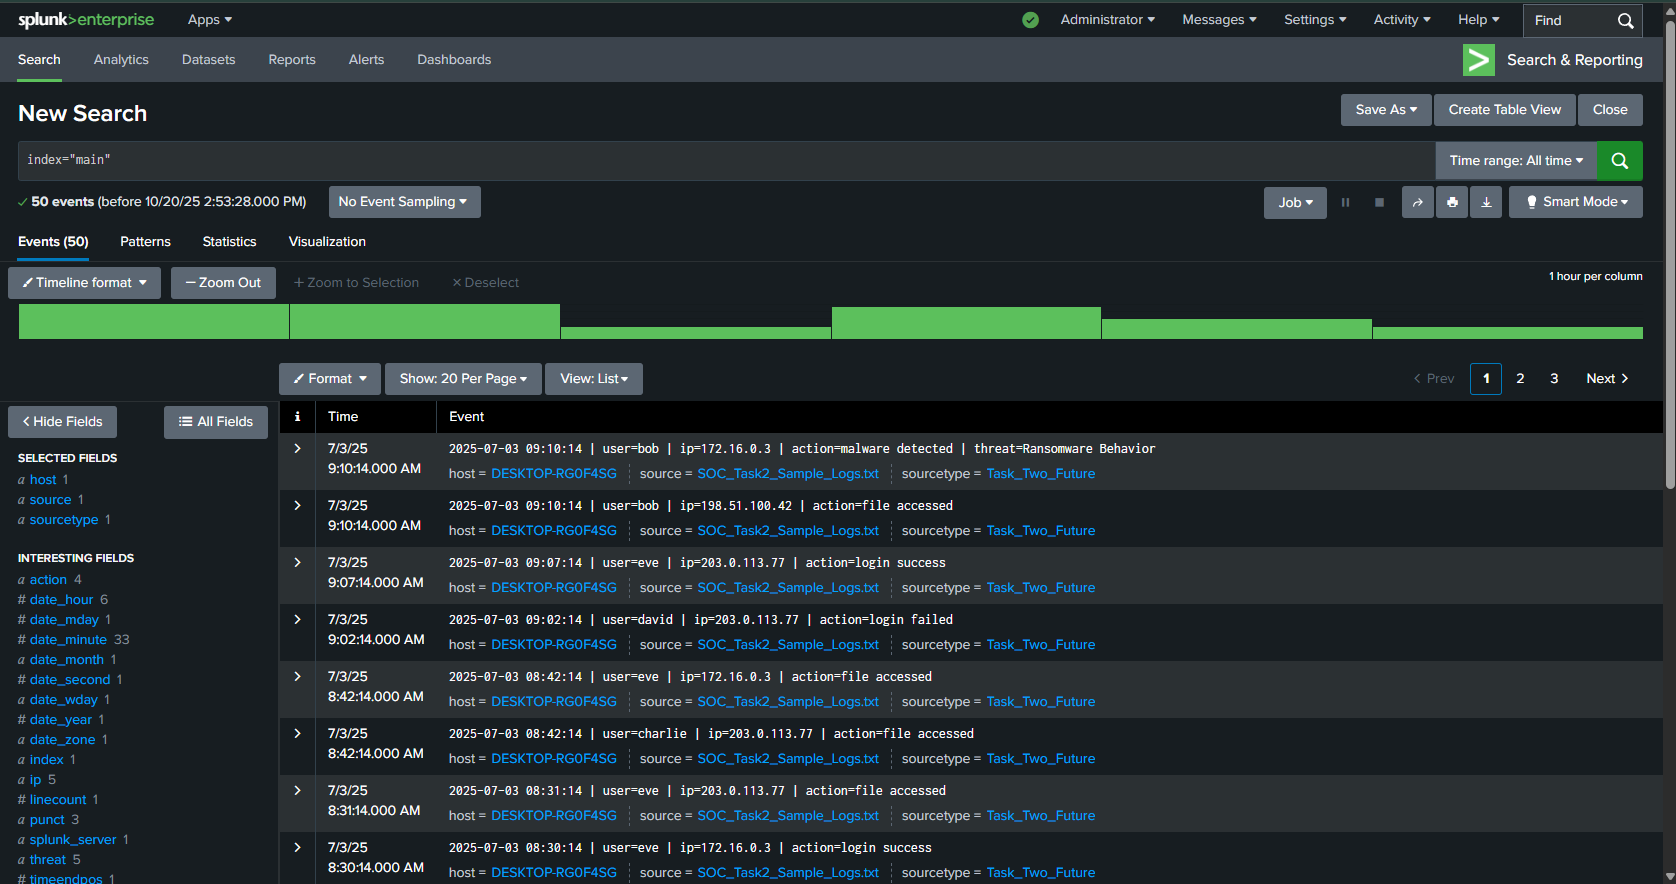 splunk>enterprise Apps Administrator Messages Settings Activity Help Find
Search Analytics Datasets Reports Alerts Dashboards Search & Reporting
New Search
Save As Create Table View Close
index="main"
Time range: All time
50 events (before 10/20/25 2:53:28.000 PM) No Event Sampling Job Smart Mode
Events (50) Patterns Statistics Visualization
Timeline format Zoom Out + Zoom to Selection × Deselect 1 hour per column
Format Show: 20 Per Page View: List < Prev 1 2 3 Next >
< Hide Fields All Fields
SELECTED FIELDS
a host 1
a source 1
a sourcetype 1
INTERESTING FIELDS
a action 4
# date_hour 6
# date_mday 1
# date_minute 33
a date_month 1
# date_second 1
a date_wday 1
# date_year 1
a date_zone 1
a index 1
a ip 5
# linecount 1
a punct 3
a splunk_server 1
a threat 5
# timeendpos 1
i Time Event
7/3/25
9:10:14.000 AM
2025-07-03 09:10:14 | user=bob | ip=172.16.0.3 | action=malware detected | threat=Ransomware Behavior
host = DESKTOP-RG0F4SG source = SOC_Task2_Sample_Logs.txt sourcetype = Task_Two_Future
7/3/25
9:10:14.000 AM
2025-07-03 09:10:14 | user=bob | ip=198.51.100.42 | action=file accessed
host = DESKTOP-RG0F4SG source = SOC_Task2_Sample_Logs.txt sourcetype = Task_Two_Future
7/3/25
9:07:14.000 AM
2025-07-03 09:07:14 | user=eve | ip=203.0.113.77 | action=login success
host = DESKTOP-RG0F4SG source = SOC_Task2_Sample_Logs.txt sourcetype = Task_Two_Future
7/3/25
9:02:14.000 AM
2025-07-03 09:02:14 | user=david | ip=203.0.113.77 | action=login failed
host = DESKTOP-RG0F4SG source = SOC_Task2_Sample_Logs.txt sourcetype = Task_Two_Future
7/3/25
8:42:14.000 AM
2025-07-03 08:42:14 | user=eve | ip=172.16.0.3 | action=file accessed
host = DESKTOP-RG0F4SG source = SOC_Task2_Sample_Logs.txt sourcetype = Task_Two_Future
7/3/25
8:42:14.000 AM
2025-07-03 08:42:14 | user=charlie | ip=203.0.113.77 | action=file accessed
host = DESKTOP-RG0F4SG source = SOC_Task2_Sample_Logs.txt sourcetype = Task_Two_Future
7/3/25
8:31:14.000 AM
2025-07-03 08:31:14 | user=eve | ip=203.0.113.77 | action=file accessed
host = DESKTOP-RG0F4SG source = SOC_Task2_Sample_Logs.txt sourcetype = Task_Two_Future
7/3/25
8:30:14.000 AM
2025-07-03 08:30:14 | user=eve | ip=172.16.0.3 | action=login success
host = DESKTOP-RG0F4SG source = SOC_Task2_Sample_Logs.txt sourcetype = Task_Two_Future